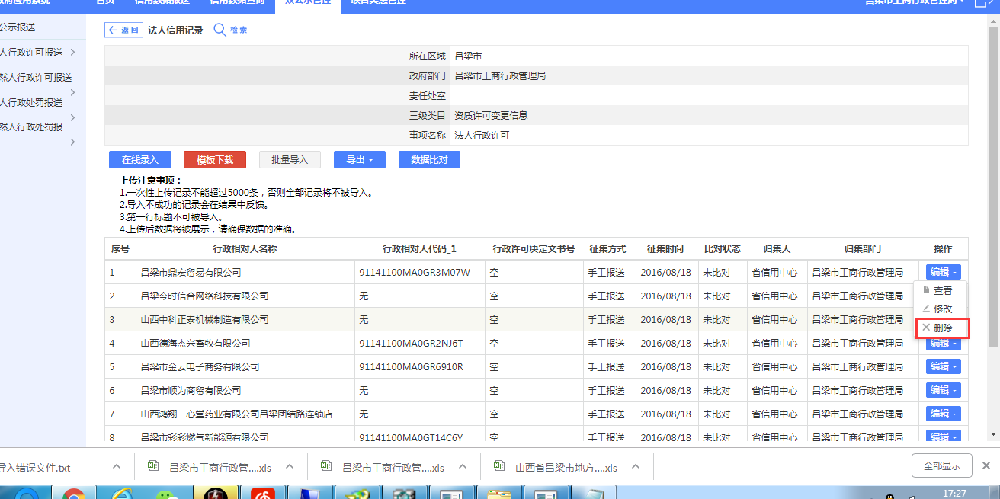 政府应用系统 首页 信用数据报送 信用数据查询 双公示管理 联合奖惩管理 吕梁市工商行政管理局
公示报送
人行政许可报送
然人行政许可报送
人行政处罚报送
然人行政处罚报
返回 法人信用记录 检索
所在区域 吕梁市
政府部门 吕梁市工商行政管理局
责任处室
三级类目 资质许可变更信息
事项名称 法人行政许可
在线录入 模板下载 批量导入 导出 数据比对
上传注意事项：
1.一次性上传记录不能超过5000条，否则全部记录将不被导入。
2.导入不成功的记录会在结果中反馈。
3.第一行标题不可被导入。
4.上传后数据将被展示，请确保数据的准确。
序号 行政相对人名称 行政相对人代码_1 行政许可决定文书号 征集方式 征集时间 比对状态 归集人 归集部门 操作
1 吕梁市鼎宏贸易有限公司 91141100MA0GR3M07W 空 手工报送 2016/08/18 未比对 省信用中心 吕梁市工商行政管理局 编辑
2 吕梁今时信合网络科技有限公司 无 空 手工报送 2016/08/18 未比对 省信用中心 吕梁市工商行政管理局 查看
修改
3 山西中科正泰机械制造有限公司 无 空 手工报送 2016/08/18 未比对 省信用中心 吕梁市工商行政管理局 删除
4 山西德海杰兴畜牧有限公司 91141100MA0GR2NJ6T 空 手工报送 2016/08/18 未比对 省信用中心 吕梁市工商行政管理局 编辑
5 吕梁市金云电子商务有限公司 91141100MA0GR6910R 空 手工报送 2016/08/18 未比对 省信用中心 吕梁市工商行政管理局 编辑
6 吕梁市顺为商贸有限公司 无 空 手工报送 2016/08/18 未比对 省信用中心 吕梁市工商行政管理局 编辑
7 山西鸿翔一心堂药业有限公司吕梁团结路连锁店 无 空 手工报送 2016/08/18 未比对 省信用中心 吕梁市工商行政管理局 编辑
8 吕梁市彩彩燃气新能源有限公司 91141100MA0GT14C6Y 空 手工报送 2016/08/18 未比对 省信用中心 吕梁市工商行政管理局 编辑
导入错误文件.txt 吕梁市工商行政管....xls 吕梁市工商行政管....xls 山西省吕梁市地方....xls 全部显示
17:27